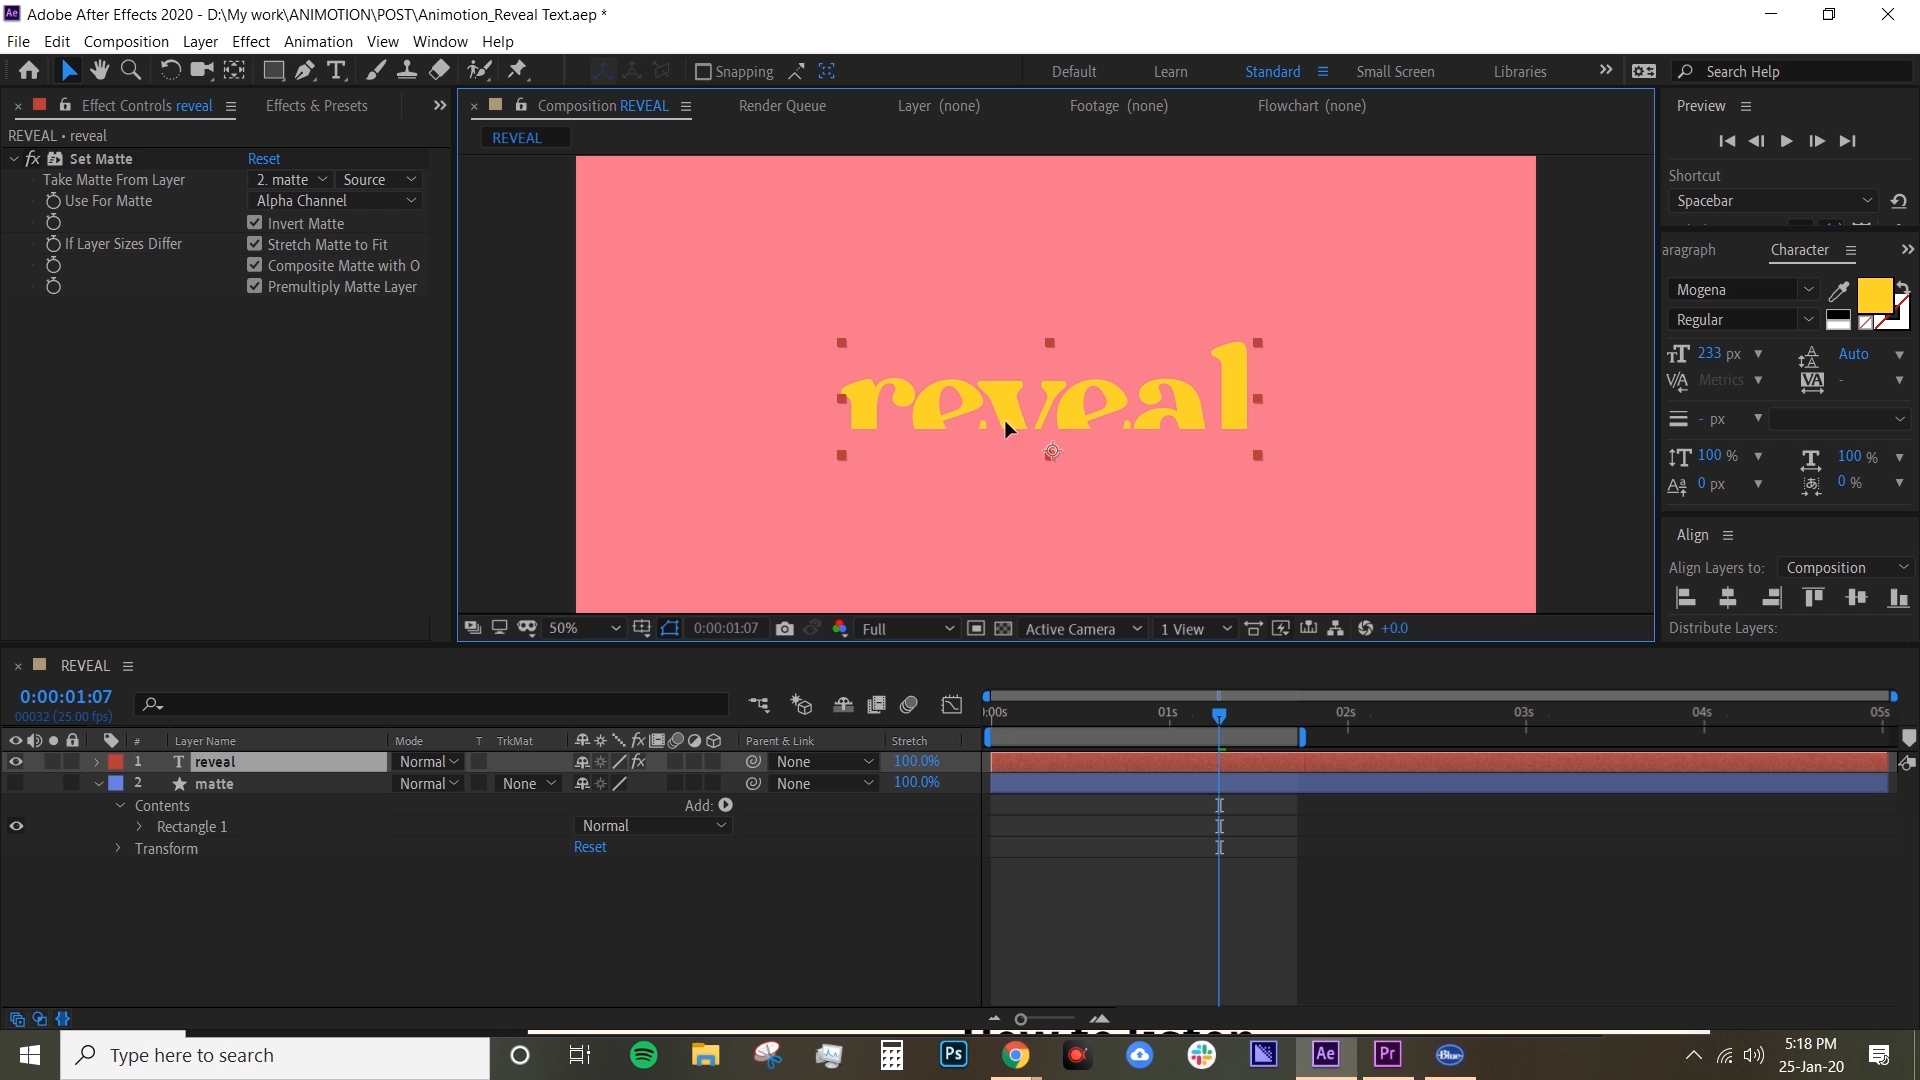 Adobe After Effects 2020 - D:\My work\ANIMOTION\POST\Animotion_Reveal Text.aep *
File Edit Composition Layer Effect Animation View Window Help
Snapping Default Learn Standard Small Screen Libraries Search Help
Effect Controls reveal Effects & Presets
REVEAL • reveal
fx Set Matte Reset
Take Matte From Layer 2. matte Source
Use For Matte Alpha Channel
Invert Matte
If Layer Sizes Differ Stretch Matte to Fit
Composite Matte with O
Premultiply Matte Layer
Composition REVEAL Render Queue Layer (none) Footage (none) Flowchart (none)
REVEAL
reveal
50% 0:00:01:07 Full Active Camera 1 View +0.0
Preview
Shortcut
Spacebar
aragraph Character
Mogena
Regular
233 px Auto
Metrics -
- px
100 % 100 %
0 px 0 %
Align
Align Layers to: Composition
Distribute Layers:
REVEAL
0:00:01:07
00032 (25.00 fps)
):00s 01s 02s 03s 04s 05s
# Layer Name Mode T TrkMat fx Parent & Link Stretch
1 T reveal Normal fx None 100.0%
2 matte Normal None None 100.0%
Contents Add:
Rectangle 1 Normal
Transform Reset
Type here to search
Ps Ae Pr Blue
5:18 PM
25-Jan-20